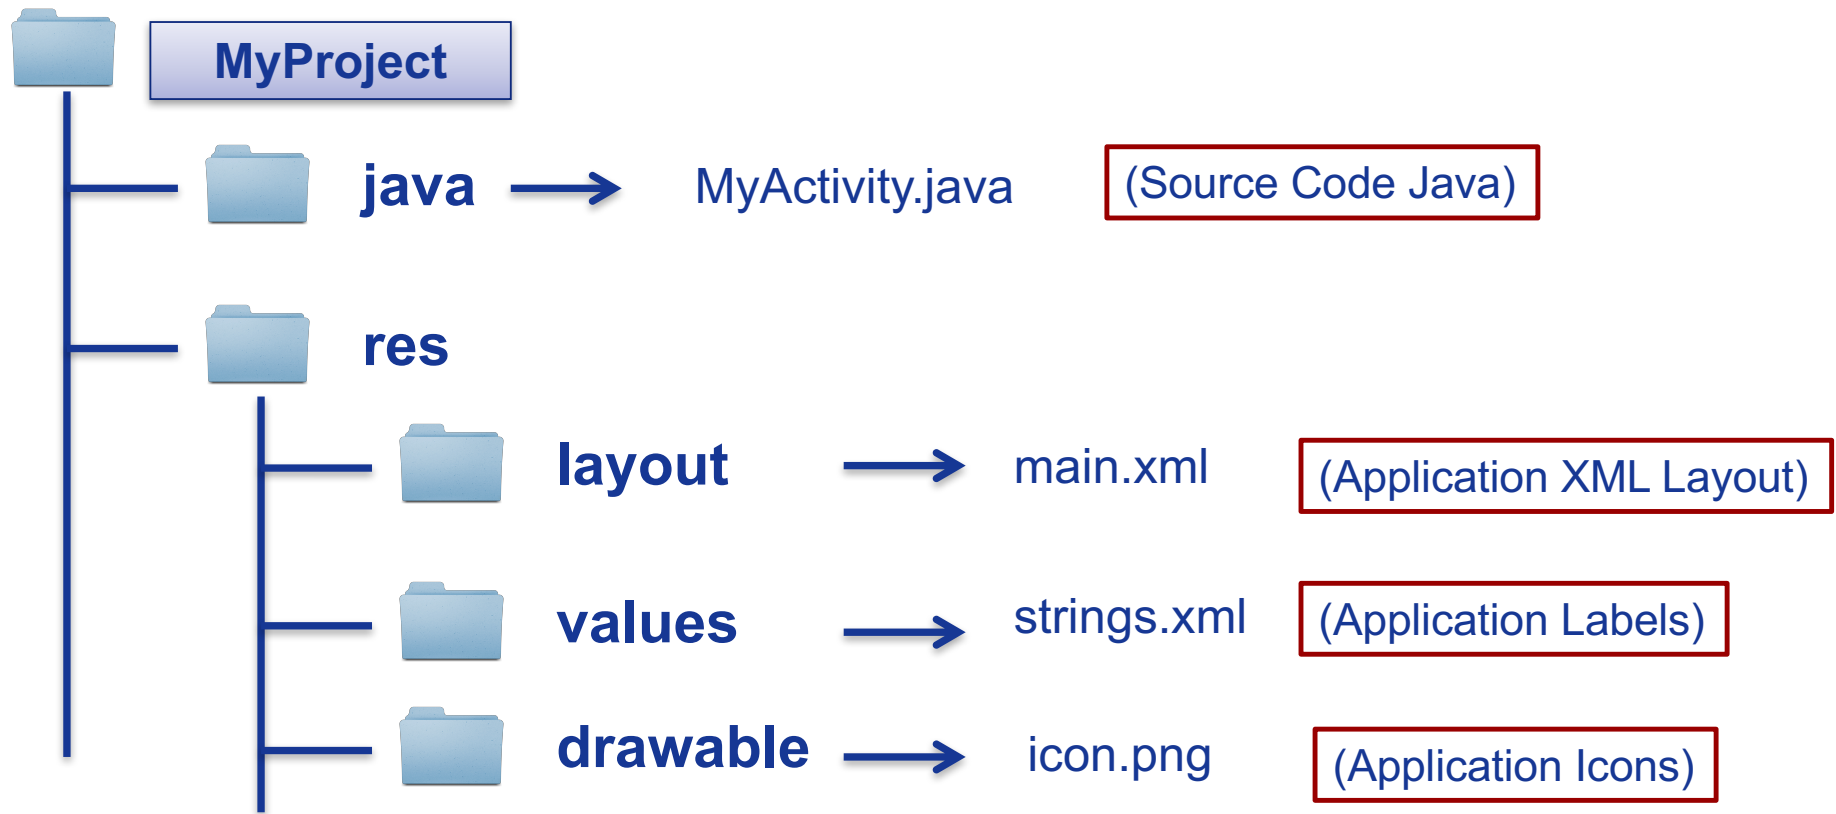 MyProject
java MyActivity.java (Source Code Java)
res
layout main.xml (Application XML Layout)
values strings.xml (Application Labels)
drawable icon.png (Application Icons)